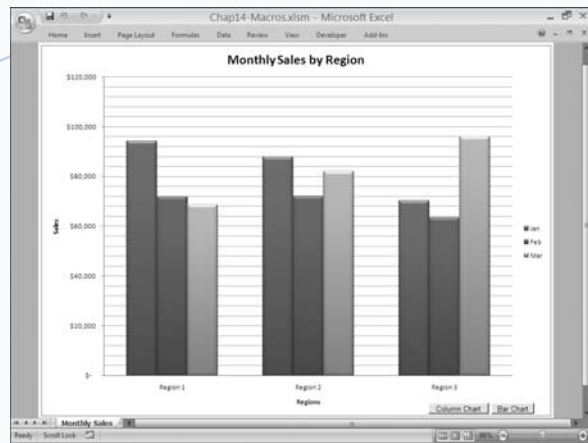 Chap14-Macros.xlsm - Microsoft Excel
Home Insert Page Layout Formulas Data Review View Developer Add-Ins
Monthly Sales by Region
$120,000
$100,000
$80,000
$60,000
$40,000
$20,000
$-
Sales
Jan
Feb
Mar
Region 1 Region 2 Region 3
Regions
Column Chart Bar Chart
Monthly Sales
Ready Scroll Lock